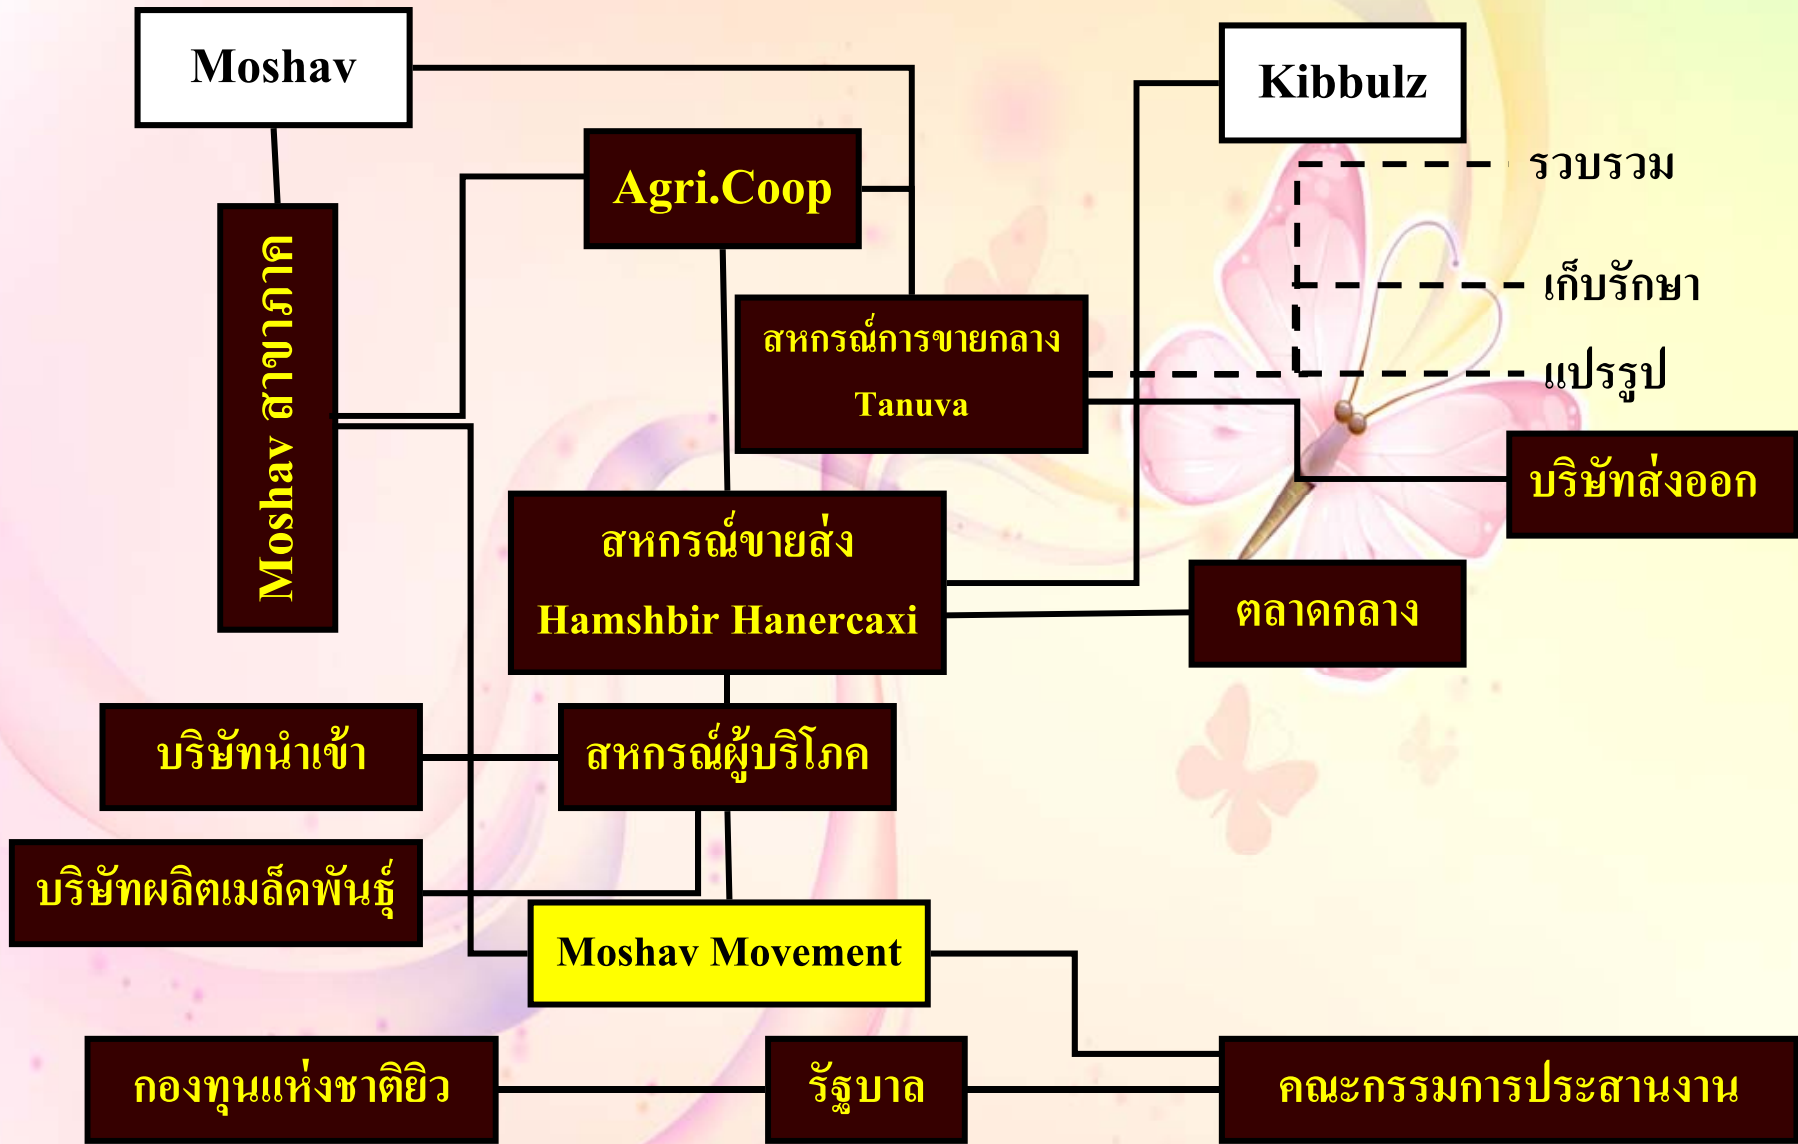 Moshav
Kibbulz
Agri.Coop
รวบรวม
เก็บรักษา
แปรรูป
Moshav สาขาภาค
สหกรณ์การขายกลาง
Tanuva
บริษัทส่งออก
สหกรณ์ขายส่ง
Hamshbir Hanercaxi
ตลาดกลาง
บริษัทนำเข้า
สหกรณ์ผู้บริโภค
บริษัทผลิตเมล็ดพันธุ์
Moshav Movement
กองทุนแห่งชาติยิว
รัฐบาล
คณะกรรมการประสานงาน